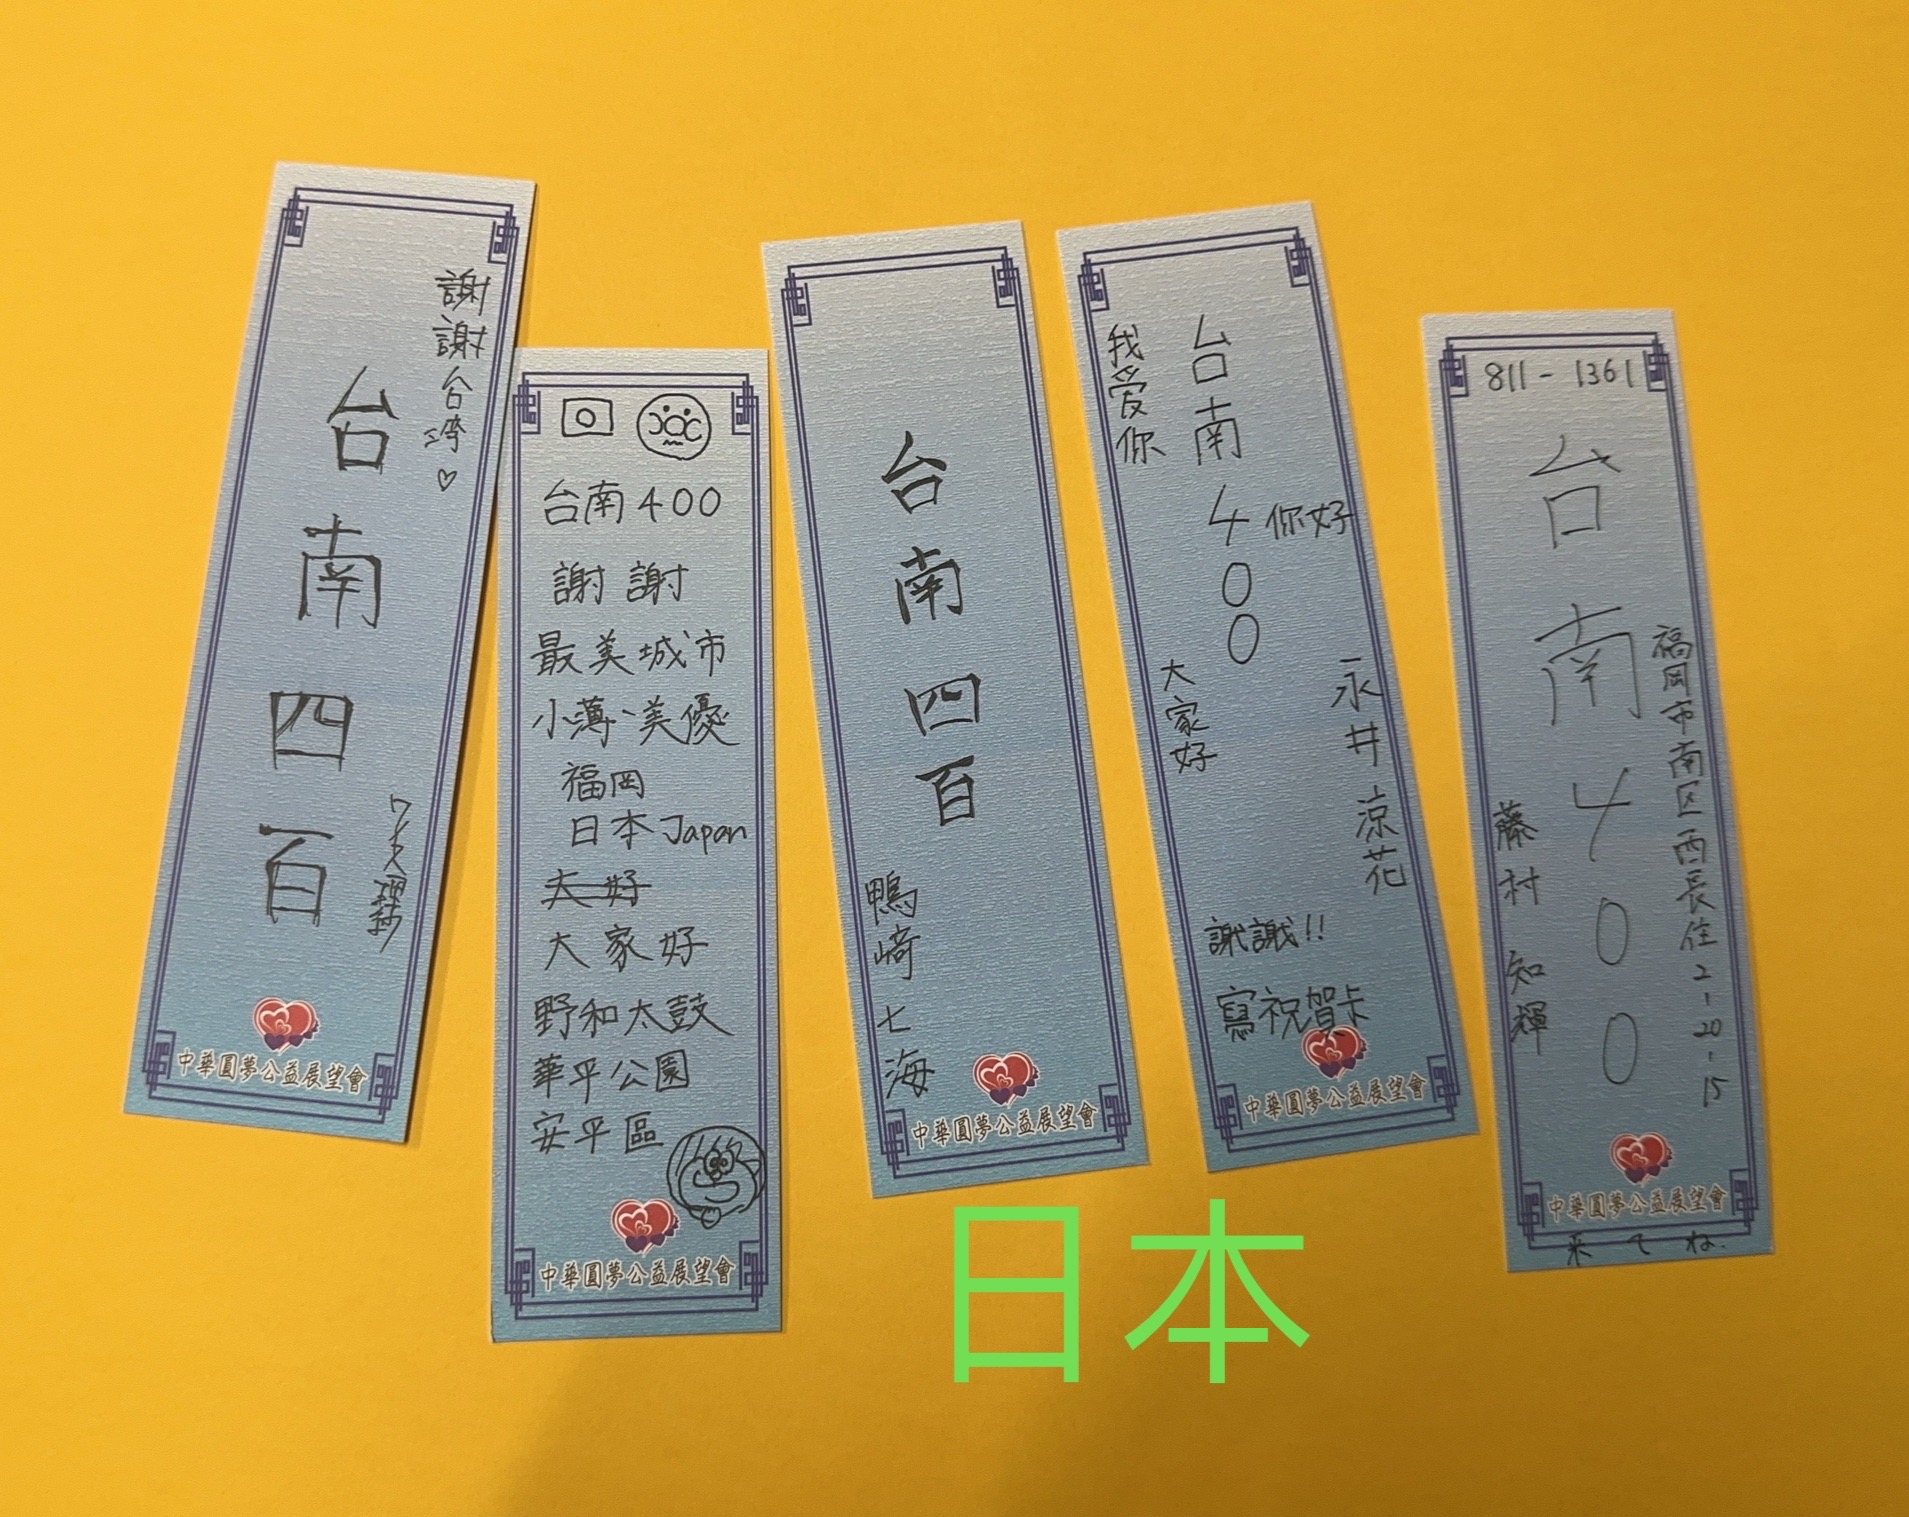 謝謝台湾♡
台南四百
中華圓夢公益展望會
台南400
謝謝
最美城市
小薄、美優
福岡
日本 Japan
大好
大家好
野和太鼓
華平公園
安平區
中華圓夢公益展望會
台南四百
鴨崎 七海
中華圓夢公益展望會
我爱你
台南400
你好
大家好
永井 涼花
謝謝!!
寫祝賀卡
中華圓夢公益展望會
811-1361
台南400
福岡市南区西長住2-20-15
藤村 知輝
中華圓夢公益展望會
来てね.
日本